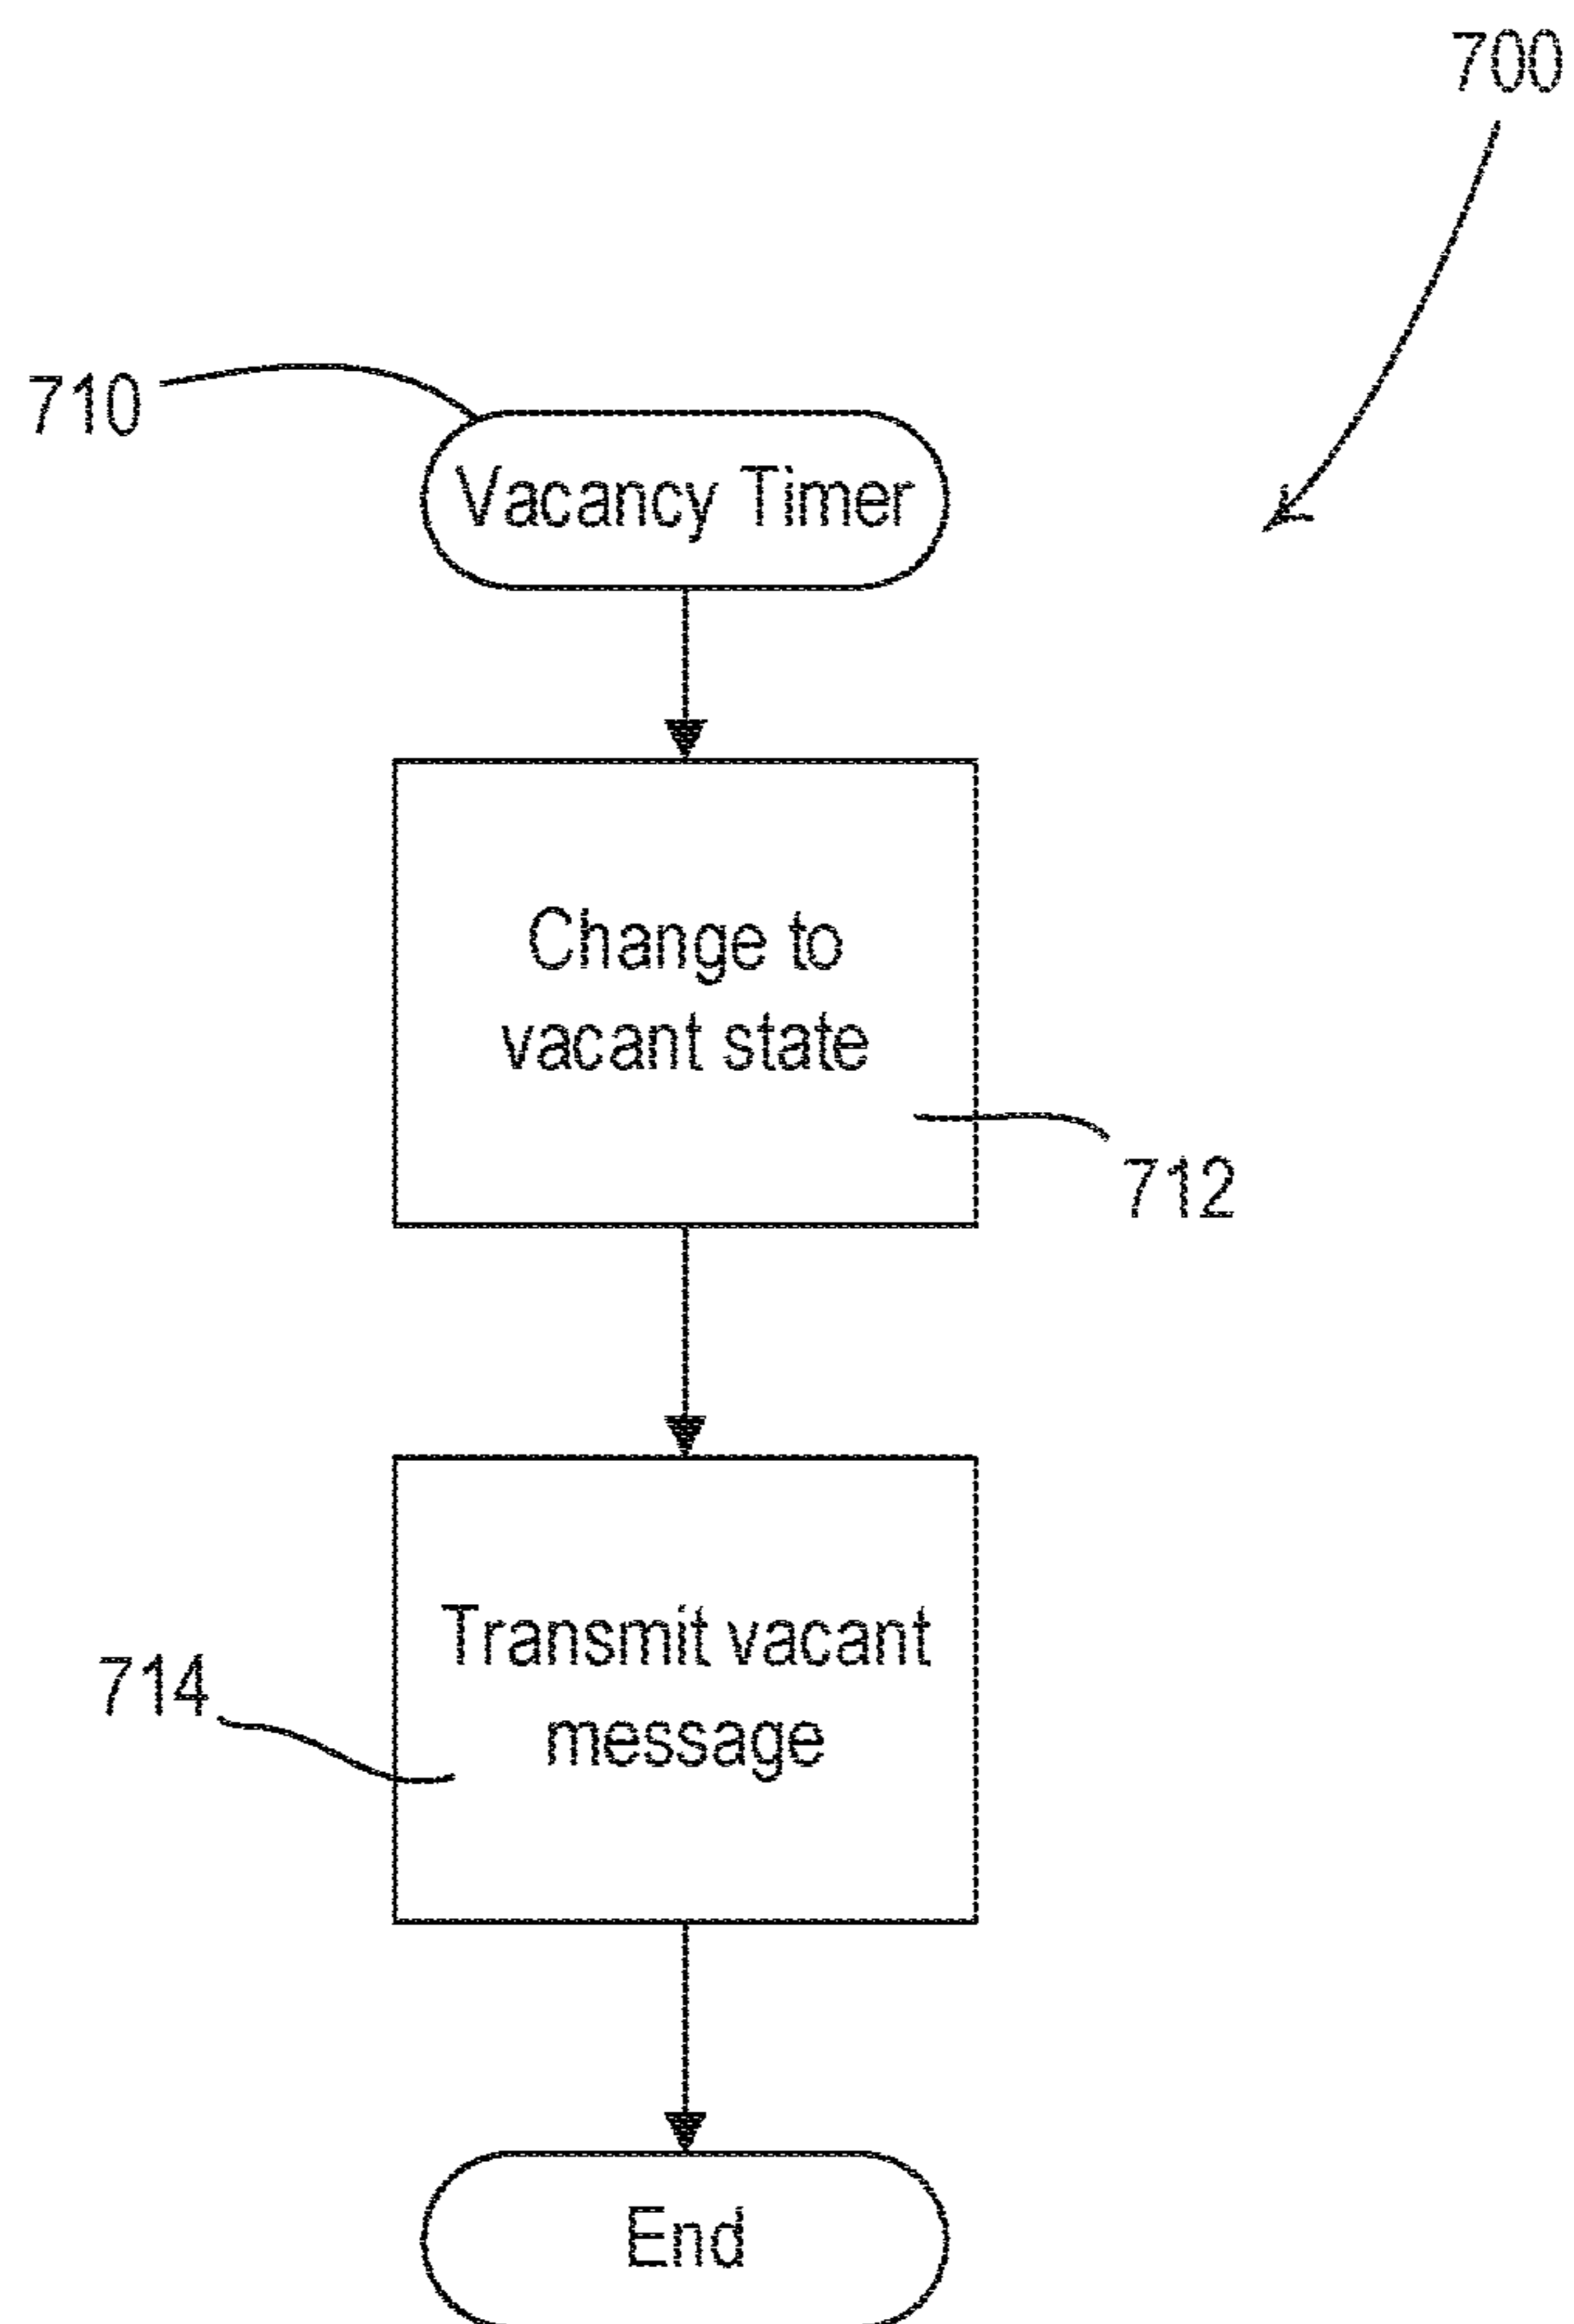 700
710
Vacancy Timer
Change to
vacant state
712
Transmit vacant
714
message
End